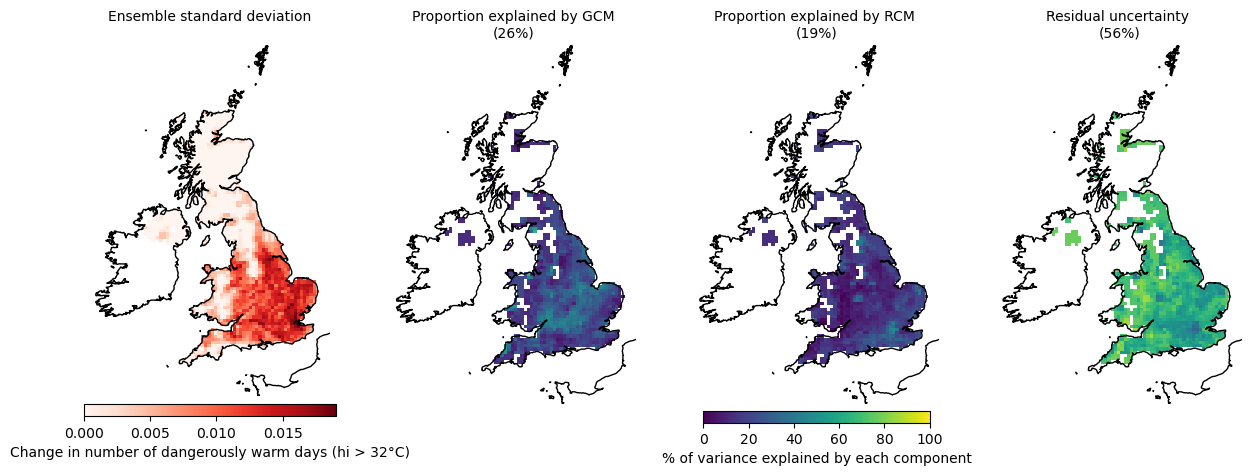 Ensemble standard deviation
Proportion explained by GCM
(26%)
Proportion explained by RCM
(19%)
Residual uncertainty
(56%)
0.000 0.005 0.010 0.015
Change in number of dangerously warm days (hi > 32°C)
0 20 40 60 80 100
% of variance explained by each component